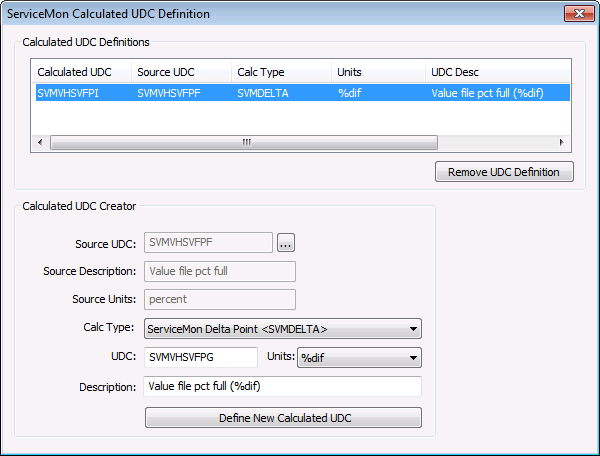 ServiceMon Calculated UDC Definition
Calculated UDC Definitions
Calculated UDC Source UDC Calc Type Units UDC Desc
SVMVHSVFPI SVMVHSVFPF SVMDELTA %dif Value file pct full (%dif)
Remove UDC Definition
Calculated UDC Creator
Source UDC: SVMVHSVFPF ...
Source Description: Value file pct full
Source Units: percent
Calc Type: ServiceMon Delta Point <SVMDELTA>
UDC: SVMVHSVFPG Units: %dif
Description: Value file pct full (%dif)
Define New Calculated UDC